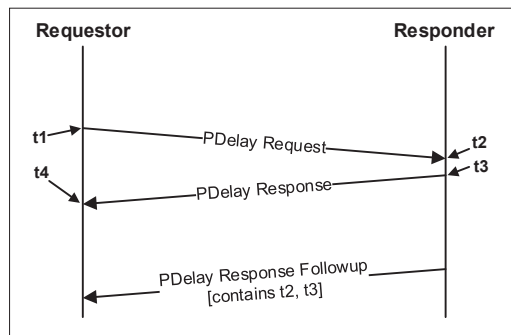 Requestor
Responder
t1
PDelay Request
t2
t3
t4
PDelay Response
PDelay Response Followup
[contains t2, t3]